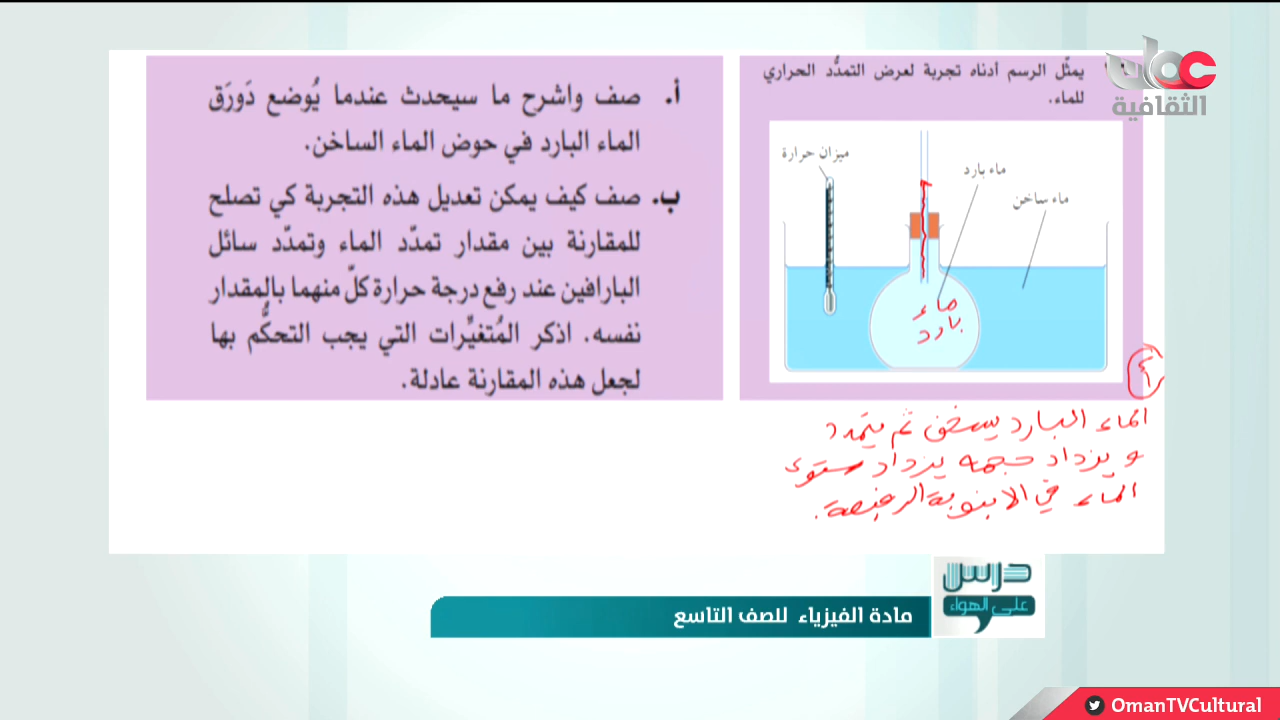 عمان
الثقافية
يمثّل الرسم أدناه تجربة لعرض التمدُّد الحراري
للماء.
ميزان حرارة
ماء بارد
ماء ساخن
ماء
بارد
أ. صف واشرح ما سيحدث عندما يُوضع دَورَق
الماء البارد في حوض الماء الساخن.
ب. صف كيف يمكن تعديل هذه التجربة كي تصلح
للمقارنة بين مقدار تمدّد الماء وتمدّد سائل
البارافين عند رفع درجة حرارة كلّ منهما بالمقدار
نفسه. اذكر المُتغيِّرات التي يجب التحكُّم بها
لجعل هذه المقارنة عادلة.
أ
الماء البارد يسخن ثم يتمدد
و يزداد حجمه يزداد مستوى
الماء في الانبوبة الرفيعة.
درس
على الهواء
مادة الفيزياء للصف التاسع
OmanTVCultural